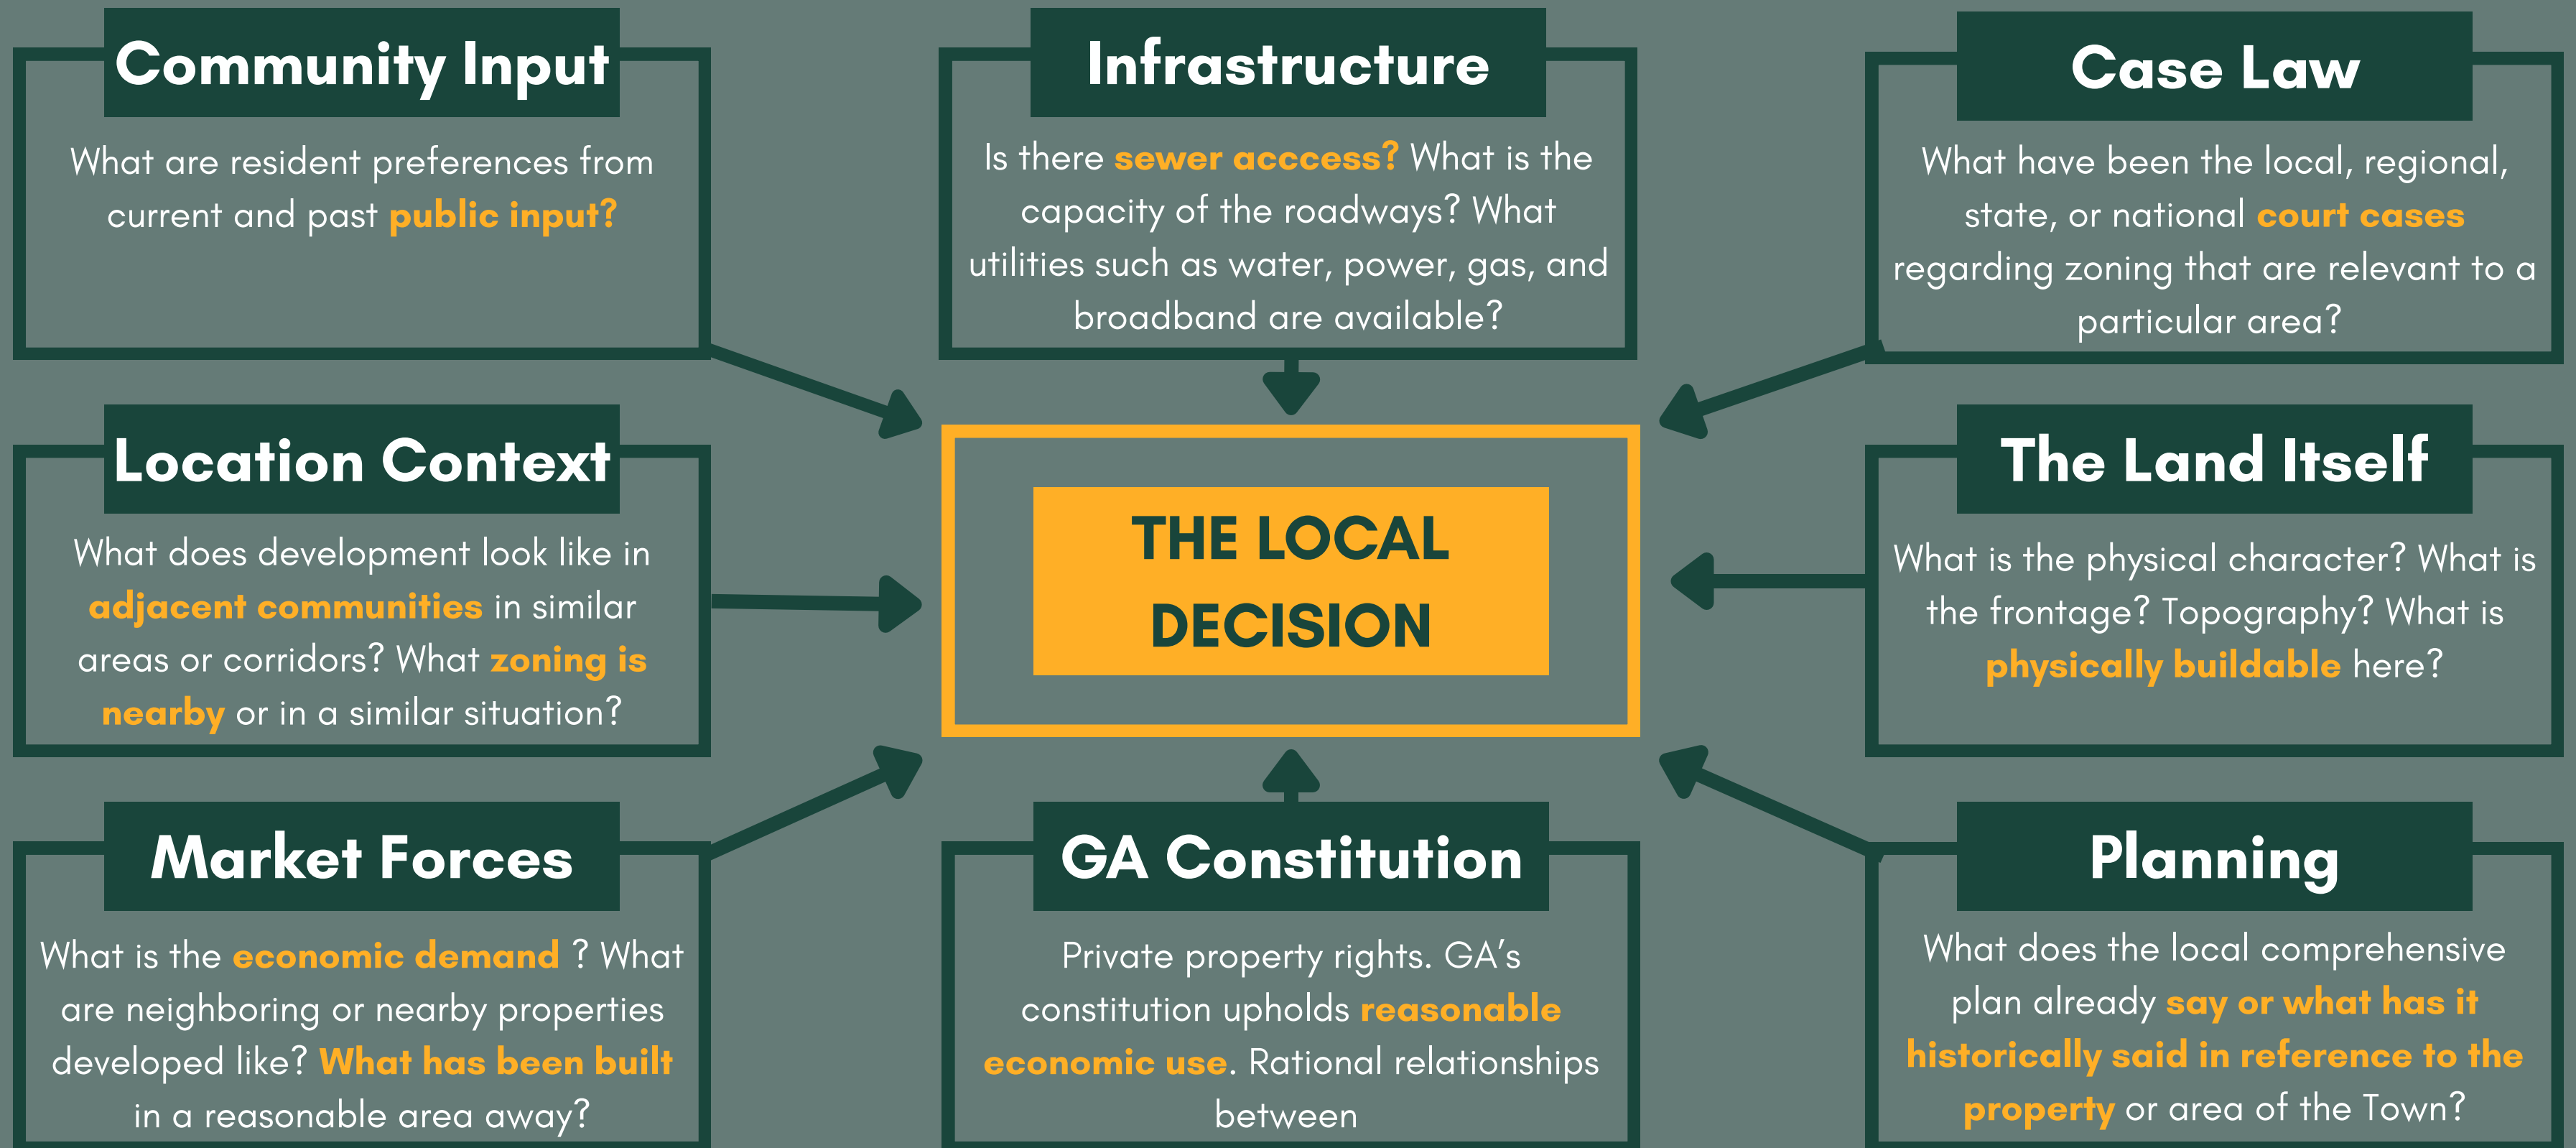 Community Input
What are resident preferences from
current and past public input?
Infrastructure
Is there sewer acccess? What is the
capacity of the roadways? What
utilities such as water, power, gas, and
broadband are available?
Case Law
What have been the local, regional,
state, or national court cases
regarding zoning that are relevant to a
particular area?
Location Context
What does development look like in
adjacent communities in similar
areas or corridors? What zoning is
nearby or in a similar situation?
THE LOCAL
DECISION
The Land Itself
What is the physical character? What is
the frontage? Topography? What is
physically buildable here?
Market Forces
What is the economic demand ? What
are neighboring or nearby properties
developed like? What has been built
in a reasonable area away?
GA Constitution
Private property rights. GA’s
constitution upholds reasonable
economic use. Rational relationships
between
Planning
What does the local comprehensive
plan already say or what has it
historically said in reference to the
property or area of the Town?